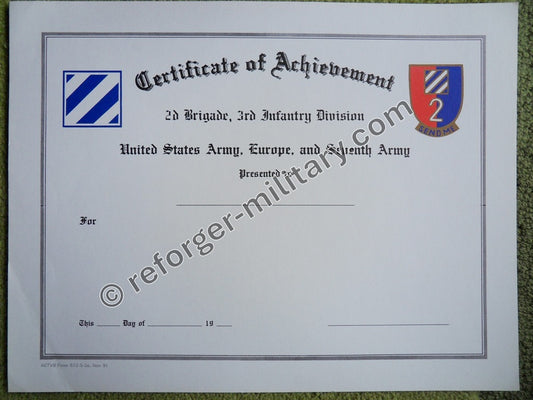 Certificate of Achievement
2d Brigade, 3rd Infantry Division
2
SEND ME
United States Army, Europe, and Seventh Army
Presented to
For
© reforger-military.com
This Day of 19